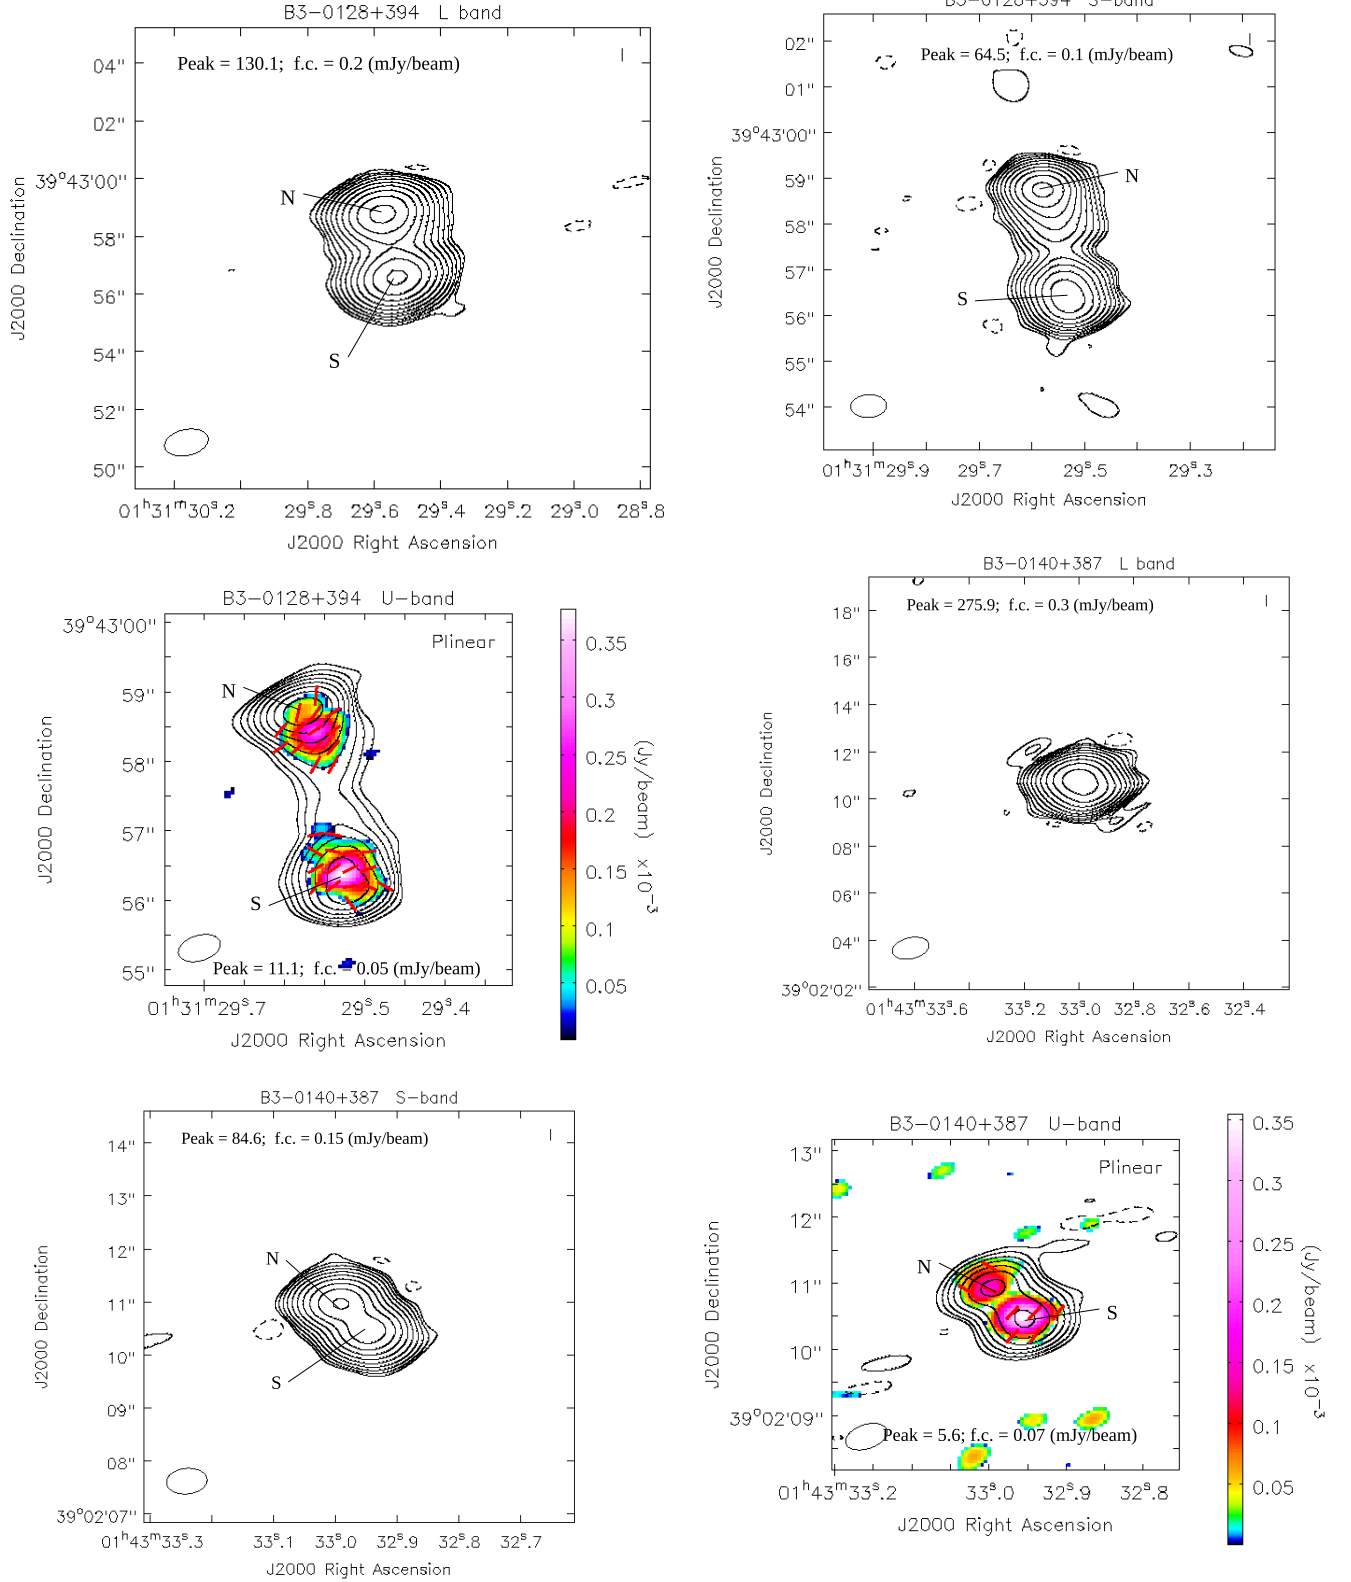 B3-0128+394 L band
Peak = 130.1; f.c. = 0.2 (mJy/beam)
I
04"
02"
39°43'00"
58"
56"
54"
52"
50"
J2000 Declination
N
S
01ʰ31ᵐ30ˢ.2 29ˢ.8 29ˢ.6 29ˢ.4 29ˢ.2 29ˢ.0 28ˢ.8
J2000 Right Ascension
B3-0128+394 S-band
Peak = 64.5; f.c. = 0.1 (mJy/beam)
I
02"
01"
39°43'00"
59"
58"
57"
56"
55"
54"
J2000 Declination
N
S
01ʰ31ᵐ29ˢ.9 29ˢ.7 29ˢ.5 29ˢ.3
J2000 Right Ascension
B3-0128+394 U-band
Plinear
39°43'00"
59"
58"
57"
56"
55"
J2000 Declination
N
S
Peak = 11.1; f.c. = 0.05 (mJy/beam)
01ʰ31ᵐ29ˢ.7 29ˢ.5 29ˢ.4
J2000 Right Ascension
0.35
0.3
0.25
0.2
0.15
0.1
0.05
(Jy/beam) x10⁻³
B3-0140+387 L band
Peak = 275.9; f.c. = 0.3 (mJy/beam)
I
18"
16"
14"
12"
10"
08"
06"
04"
39°02'02"
J2000 Declination
01ʰ43ᵐ33ˢ.6 33ˢ.2 33ˢ.0 32ˢ.8 32ˢ.6 32ˢ.4
J2000 Right Ascension
B3-0140+387 S-band
Peak = 84.6; f.c. = 0.15 (mJy/beam)
I
14"
13"
12"
11"
10"
09"
08"
39°02'07"
J2000 Declination
N
S
01ʰ43ᵐ33ˢ.3 33ˢ.1 33ˢ.0 32ˢ.9 32ˢ.8 32ˢ.7
J2000 Right Ascension
B3-0140+387 U-band
Plinear
13"
12"
11"
10"
39°02'09"
J2000 Declination
N
S
Peak = 5.6; f.c. = 0.07 (mJy/beam)
01ʰ43ᵐ33ˢ.2 33ˢ.0 32ˢ.9 32ˢ.8
J2000 Right Ascension
0.35
0.3
0.25
0.2
0.15
0.1
0.05
(Jy/beam) x10⁻³